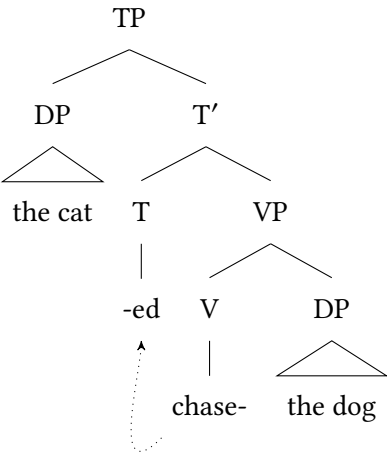 TP
DP T′
the cat T VP
-ed V DP
chase- the dog